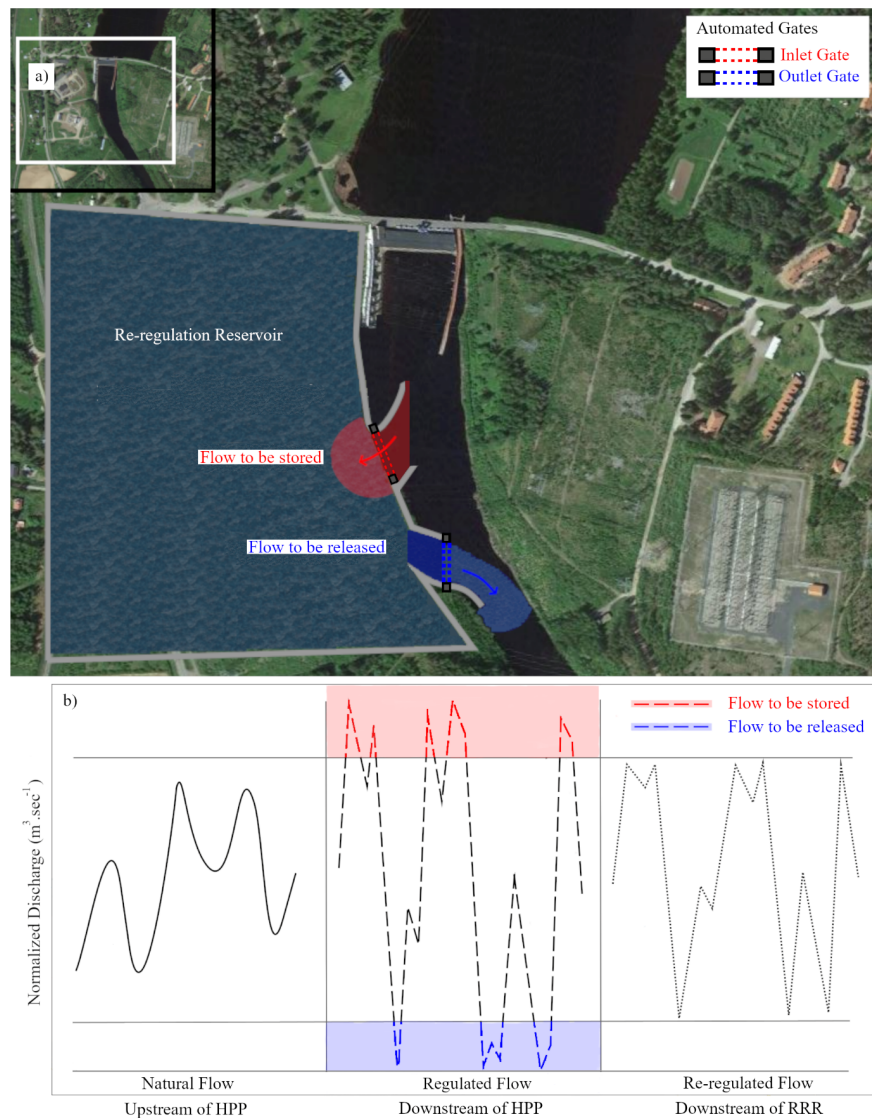 Automated Gates
Inlet Gate
Outlet Gate
a)
Re-regulation Reservoir
Flow to be stored
Flow to be released
b)
Flow to be stored
Flow to be released
Normalized Discharge (m³.sec⁻¹)
Natural Flow
Upstream of HPP
Regulated Flow
Downstream of HPP
Re-regulated Flow
Downstream of RRR